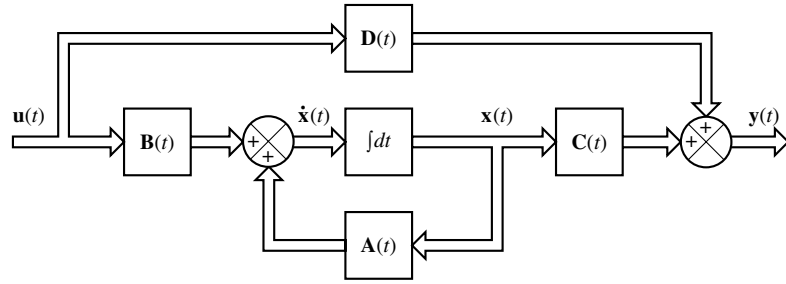 D(t)
u(t)
B(t)
+
+
ẋ(t)
∫dt
x(t)
C(t)
+
+
y(t)
A(t)